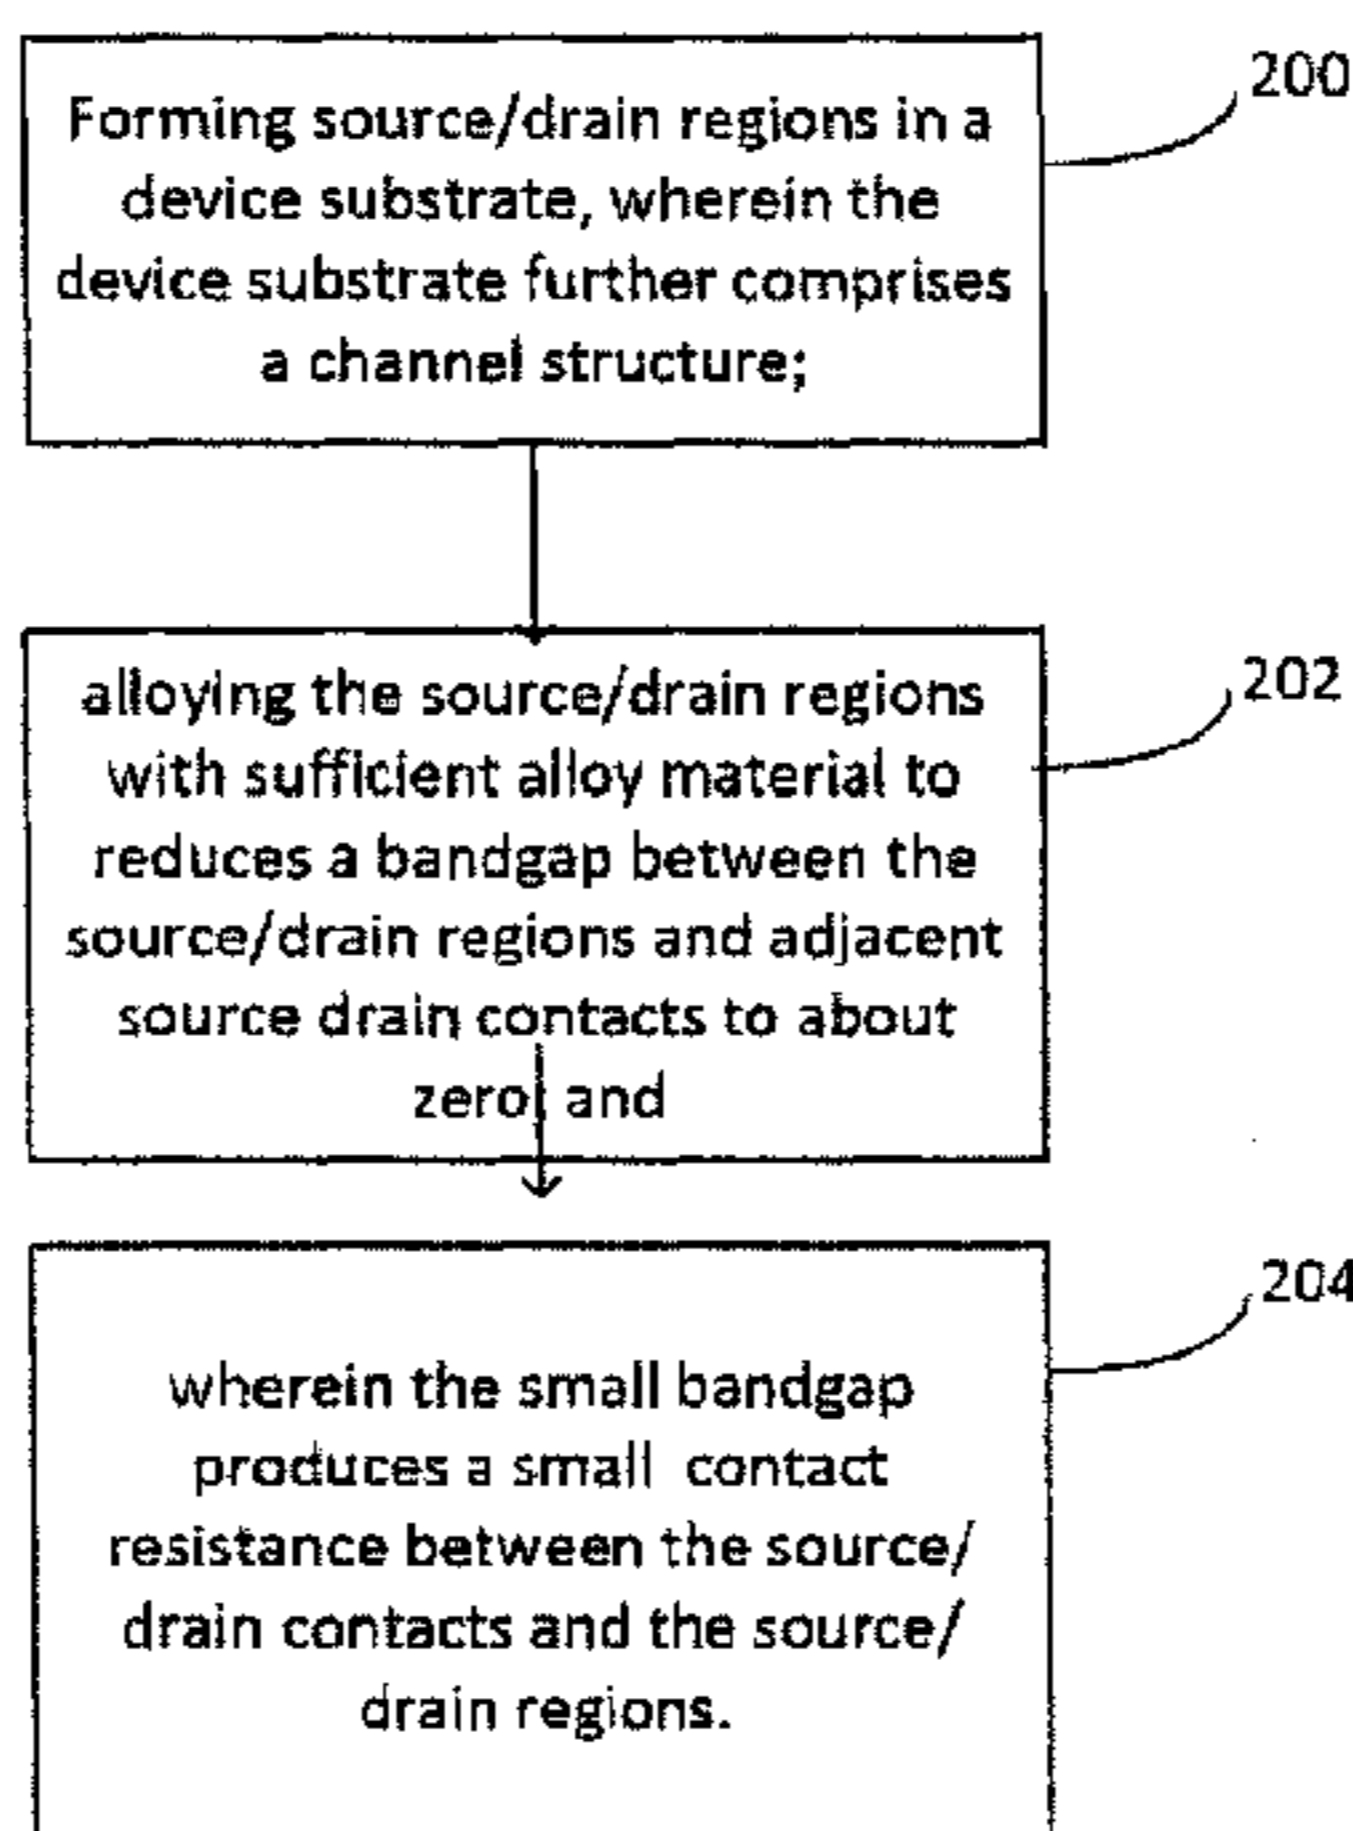 Forming source/drain regions in a
device substrate, wherein the
device substrate further comprises
a channel structure;
200
alloying the source/drain regions
with sufficient alloy material to
reduces a bandgap between the
source/drain regions and adjacent
source drain contacts to about
zero; and
202
wherein the small bandgap
produces a small contact
resistance between the source/
drain contacts and the source/
drain regions.
204